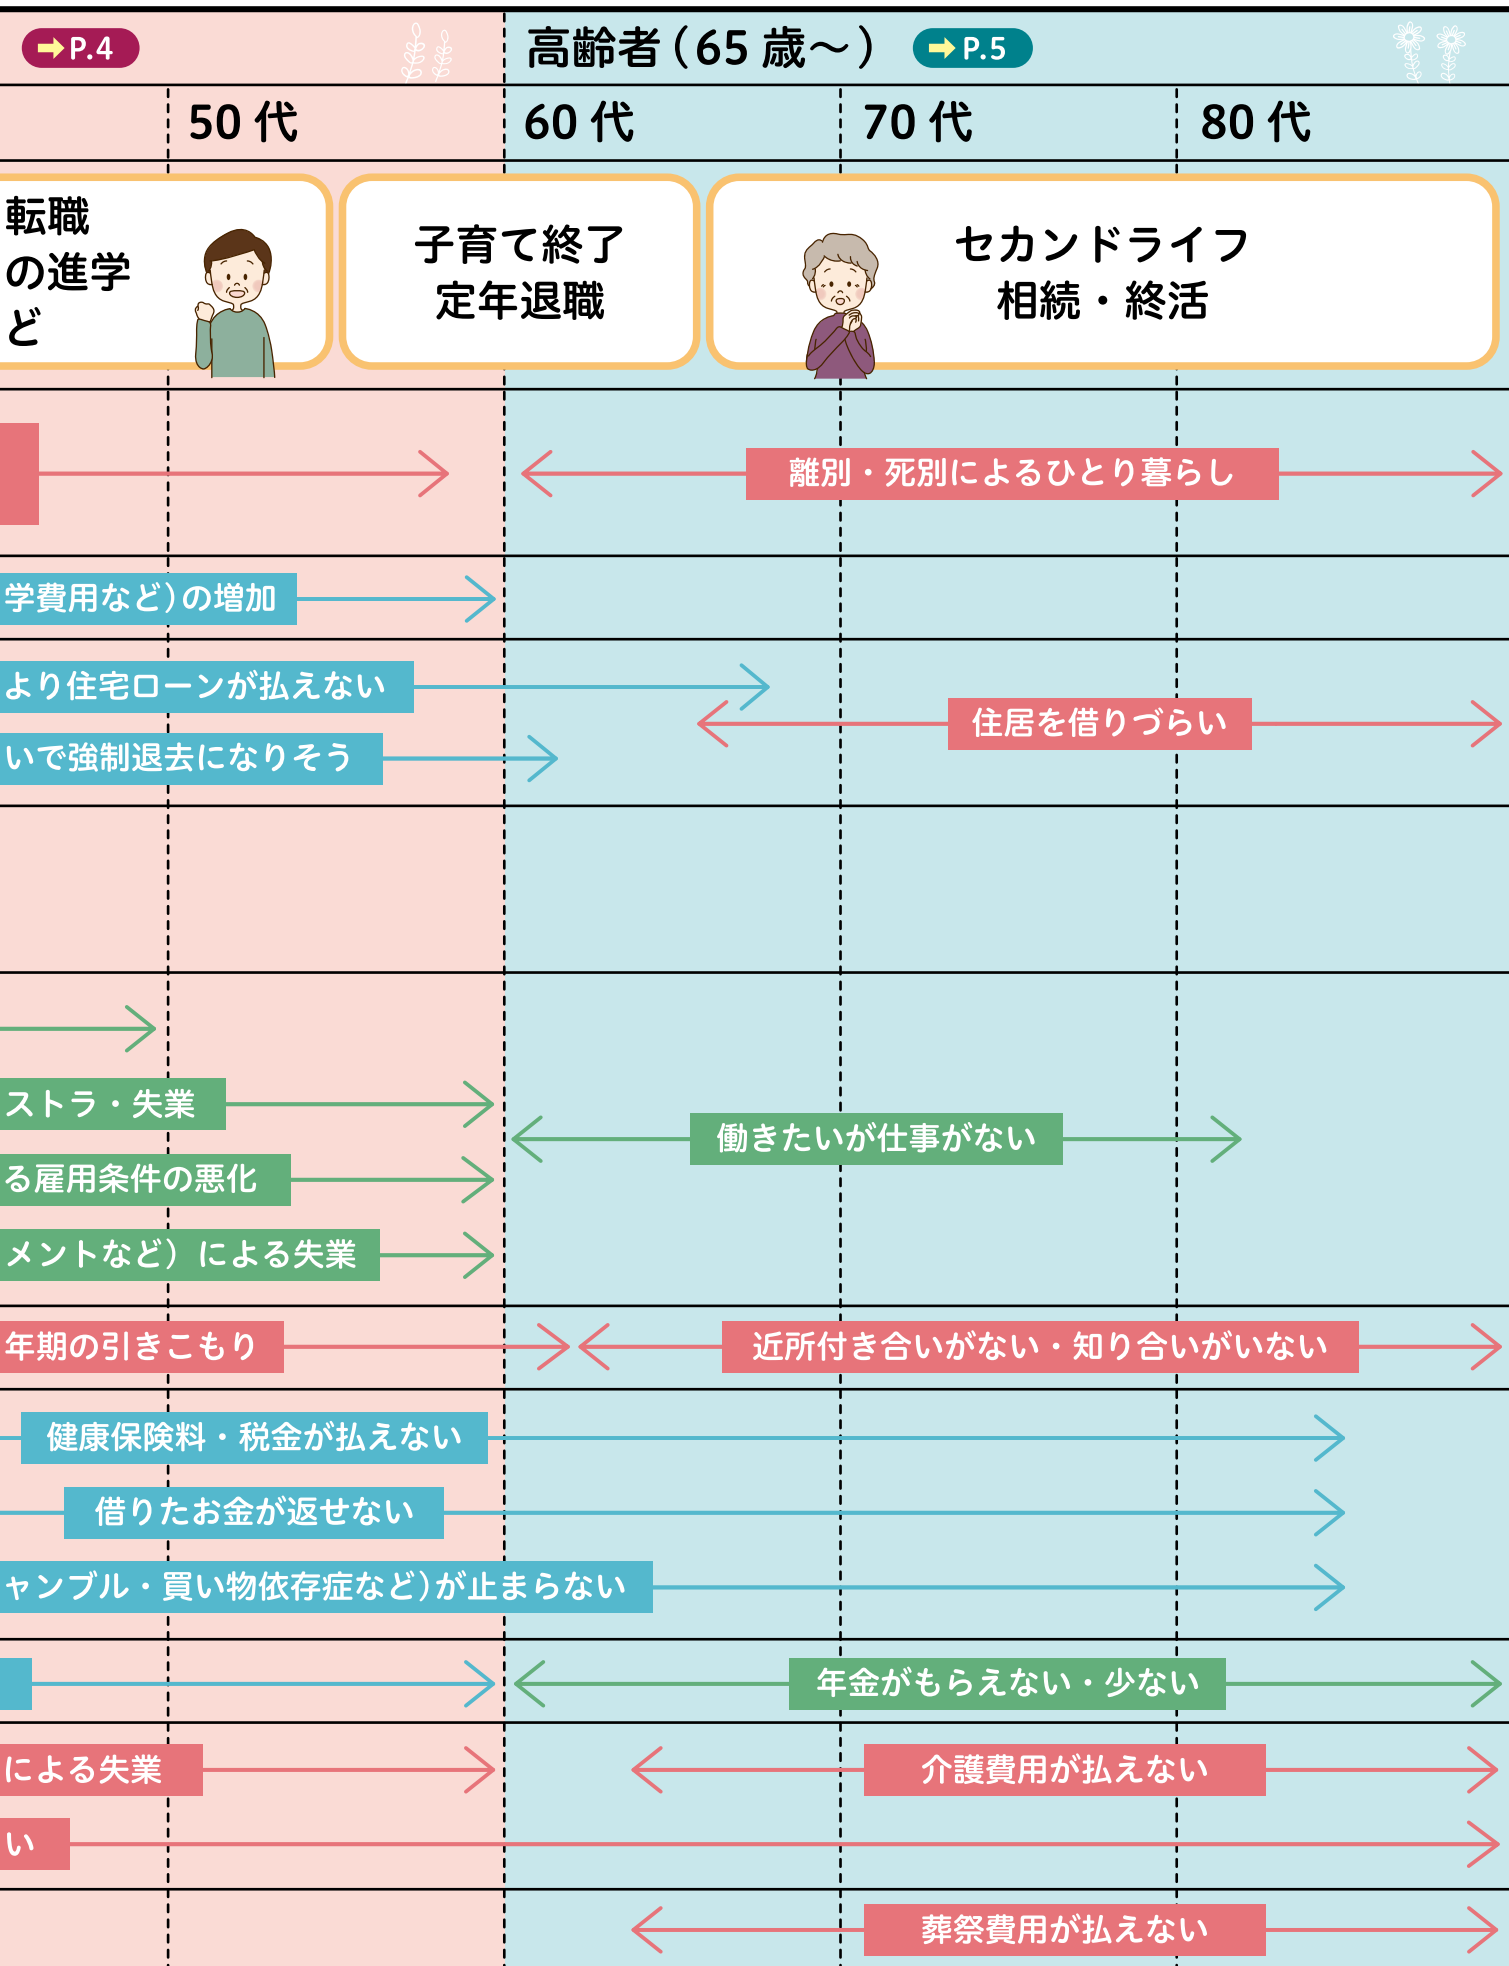 P.4
高齢者（65 歳～） P.5
50 代 60 代 70 代 80 代
転職
の進学
ど
子育て終了
定年退職
セカンドライフ
相続・終活
離別・死別によるひとり暮らし
学費用など）の増加
より住宅ローンが払えない
住居を借りづらい
いで強制退去になりそう
ストラ・失業
働きたいが仕事がない
る雇用条件の悪化
メントなど）による失業
年期の引きこもり 近所付き合いがない・知り合いがいない
健康保険料・税金が払えない
借りたお金が返せない
ャンブル・買い物依存症など）が止まらない
年金がもらえない・少ない
による失業 介護費用が払えない
い
葬祭費用が払えない